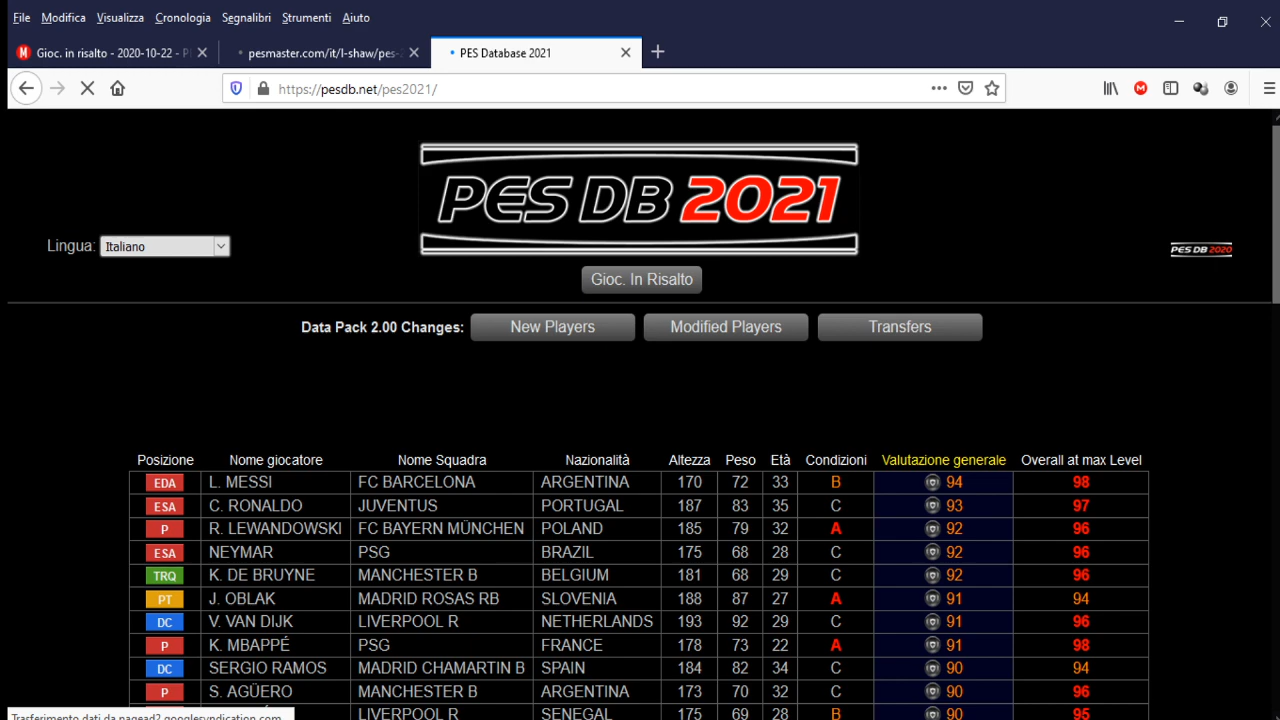 File Modifica Visualizza Cronologia Segnalibri Strumenti Aiuto
Gioc. in risalto - 2020-10-22 - P pesmaster.com/it/l-shaw/pes- PES Database 2021
https://pesdb.net/pes2021/
PES DB 2021
Lingua: Italiano
PES DB 2020
Gioc. In Risalto
Data Pack 2.00 Changes: New Players Modified Players Transfers
Posizione Nome giocatore Nome Squadra Nazionalità Altezza Peso Età Condizioni Valutazione generale Overall at max Level
EDA L. MESSI FC BARCELONA ARGENTINA 170 72 33 B 94 98
ESA C. RONALDO JUVENTUS PORTUGAL 187 83 35 C 93 97
P R. LEWANDOWSKI FC BAYERN MÜNCHEN POLAND 185 79 32 A 92 96
ESA NEYMAR PSG BRAZIL 175 68 28 C 92 96
TRQ K. DE BRUYNE MANCHESTER B BELGIUM 181 68 29 C 92 96
PT J. OBLAK MADRID ROSAS RB SLOVENIA 188 87 27 A 91 94
DC V. VAN DIJK LIVERPOOL R NETHERLANDS 193 92 29 C 91 96
P K. MBAPPÉ PSG FRANCE 178 73 22 A 91 98
DC SERGIO RAMOS MADRID CHAMARTIN B SPAIN 184 82 34 C 90 94
P S. AGÜERO MANCHESTER B ARGENTINA 173 70 32 C 90 96
LIVERPOOL R SENEGAL 175 69 28 B 90 95
Trasferimento dati da pagead2.googlesyndication.com